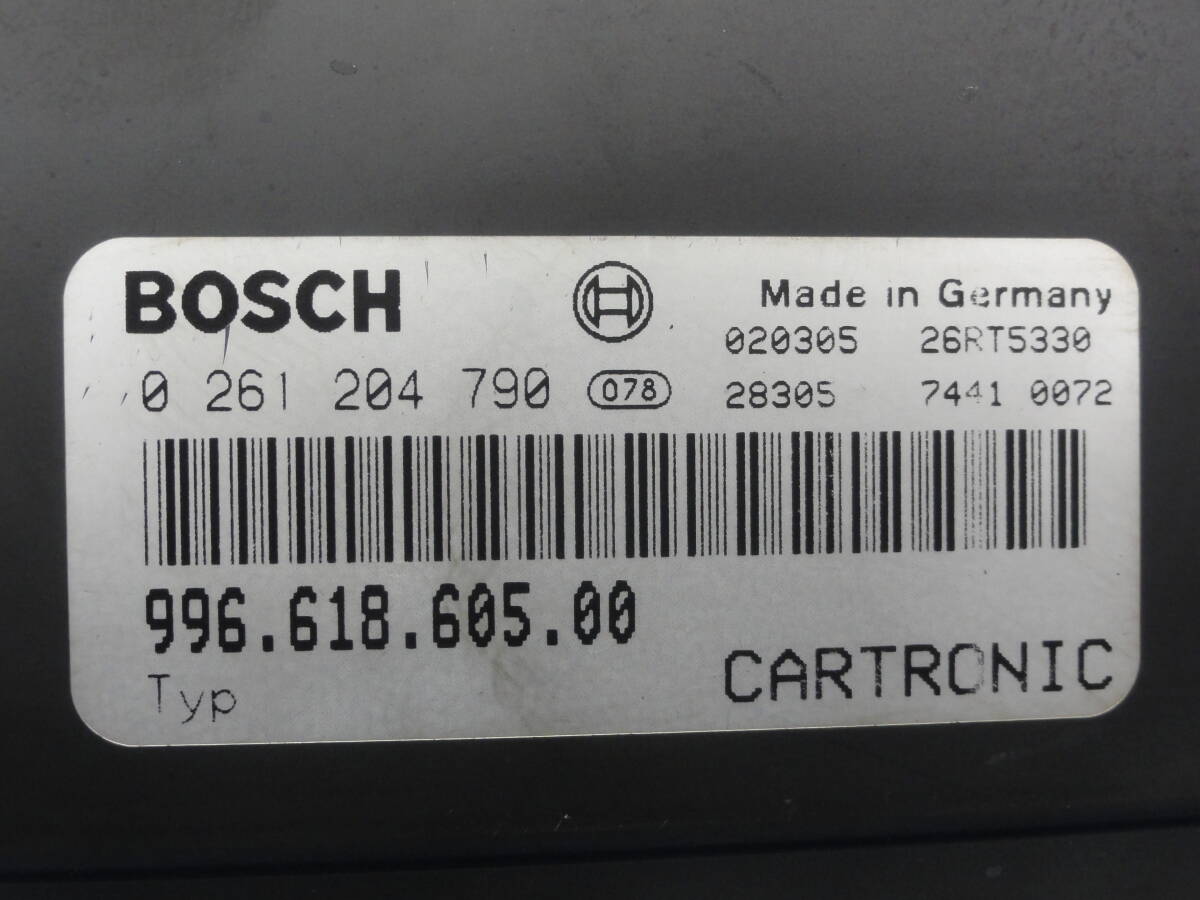 BOSCH
Made in Germany
020305 26RT5330
0 261 204 790 078 28305 7441 0072
996.618.605.00
Typ
CARTRONIC